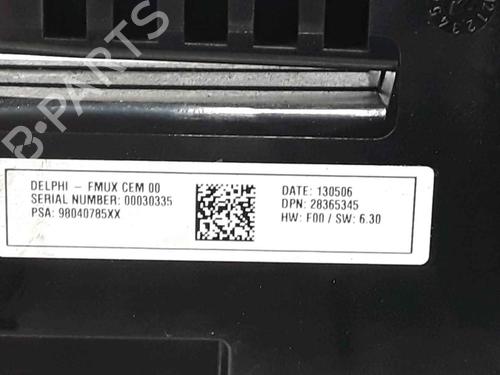 B-PARTS
DELPHI - FMUX CEM 00
SERIAL NUMBER: 00030335
PSA: 98040785XX
DATE: 130506
DPN: 28365345
HW: F00 / SW: 6.30